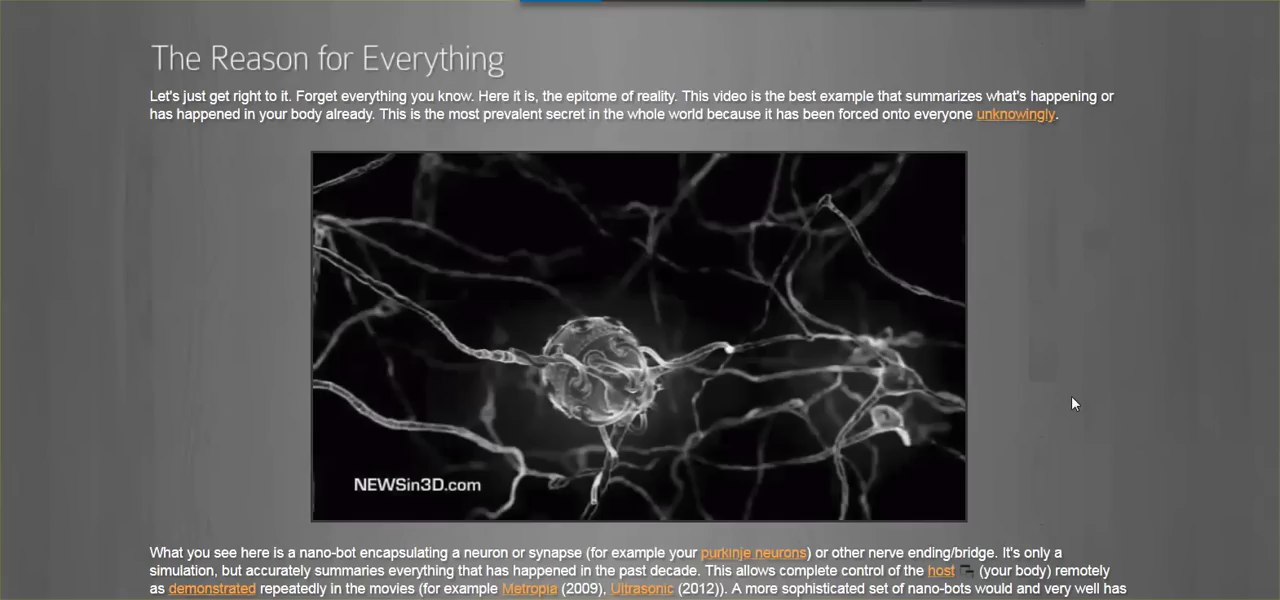 The Reason for Everything
Let's just get right to it. Forget everything you know. Here it is, the epitome of reality. This video is the best example that summarizes what's happening or
has happened in your body already. This is the most prevalent secret in the whole world because it has been forced onto everyone unknowingly.
NEWSin3D.com
What you see here is a nano-bot encapsulating a neuron or synapse (for example your purkinje neurons) or other nerve ending/bridge. It's only a
simulation, but accurately summaries everything that has happened in the past decade. This allows complete control of the host (your body) remotely
as demonstrated repeatedly in the movies (for example Metropia (2009), Ultrasonic (2012)). A more sophisticated set of nano-bots would and very well has